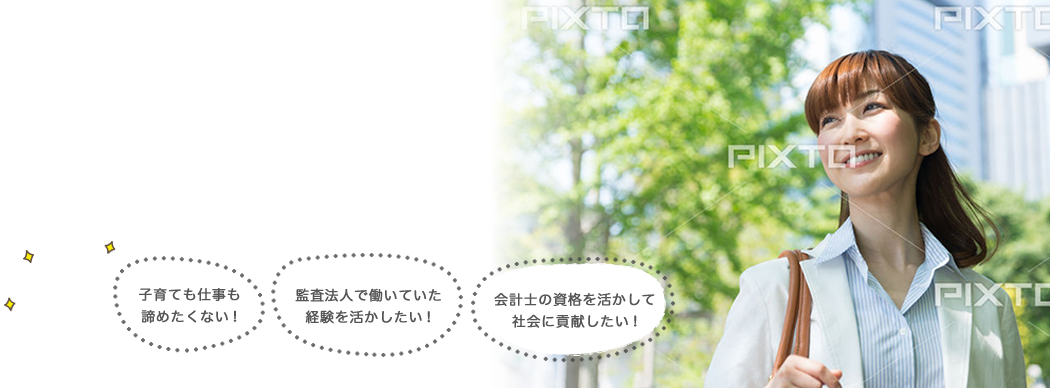 PIXTA
PIXTA
PIXTA
子育ても仕事も
諦めたくない！
監査法人で働いていた
経験を活かしたい！
会計士の資格を活かして
社会に貢献したい！
PIXTA